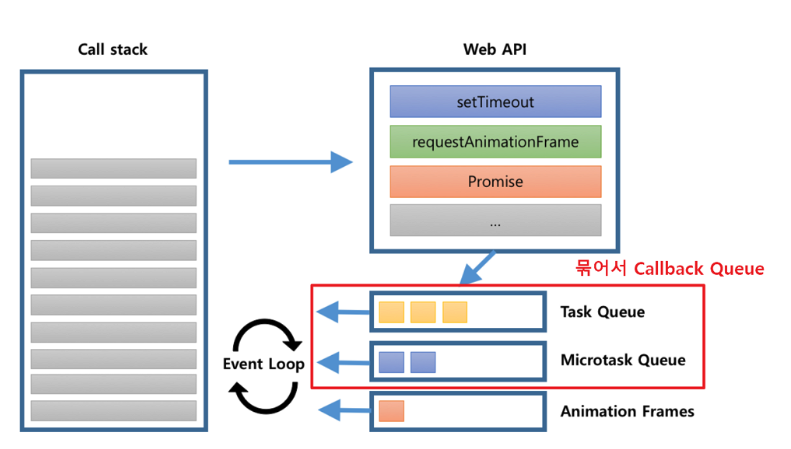 Call stack
Web API
setTimeout
requestAnimationFrame
Promise
...
묶어서 Callback Queue
Task Queue
Event Loop
Microtask Queue
Animation Frames